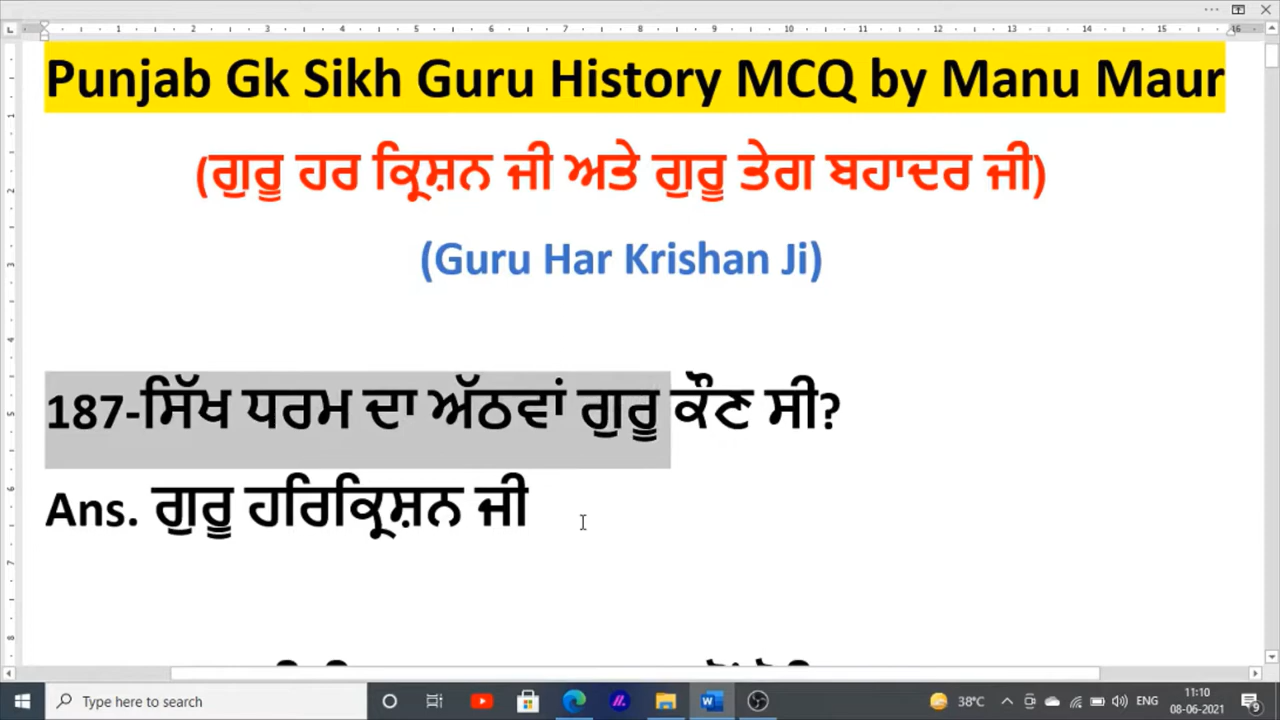 Punjab Gk Sikh Guru History MCQ by Manu Maur
(ਗੁਰੂ ਹਰ ਕ੍ਰਿਸ਼ਨ ਜੀ ਅਤੇ ਗੁਰੂ ਤੇਗ ਬਹਾਦਰ ਜੀ)
(Guru Har Krishan Ji)
187-ਸਿੱਖ ਧਰਮ ਦਾ ਅੱਠਵਾਂ ਗੁਰੂ ਕੌਣ ਸੀ?
Ans. ਗੁਰੂ ਹਰਿਕ੍ਰਿਸ਼ਨ ਜੀ
Type here to search
38°C
ENG
11:10
08-06-2021
9